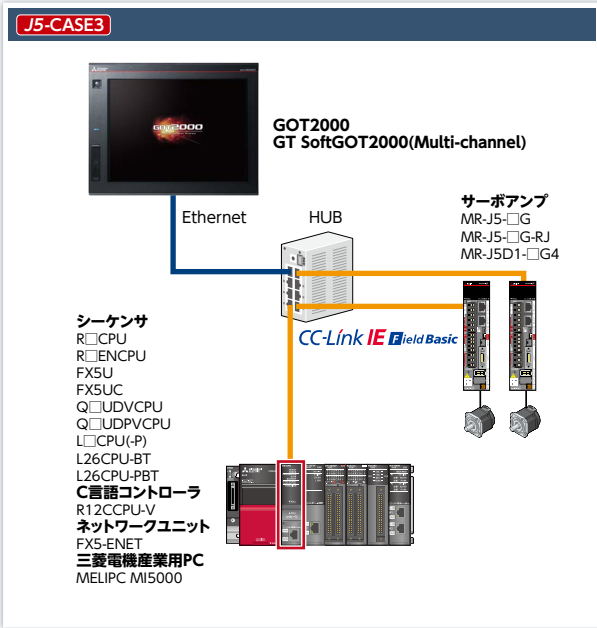 J5-CASE3
GOT2000
GOT2000
GT SoftGOT2000(Multi-channel)
Ethernet
HUB
サーボアンプ
MR-J5-□G
MR-J5-□G-RJ
MR-J5D1-□G4
CC-Link IE Field Basic
シーケンサ
R□CPU
R□ENCPU
FX5U
FX5UC
Q□UDVCPU
Q□UDPVCPU
L□CPU(-P)
L26CPU-BT
L26CPU-PBT
C言語コントローラ
R12CCPU-V
ネットワークユニット
FX5-ENET
三菱電機産業用PC
MELIPC MI5000